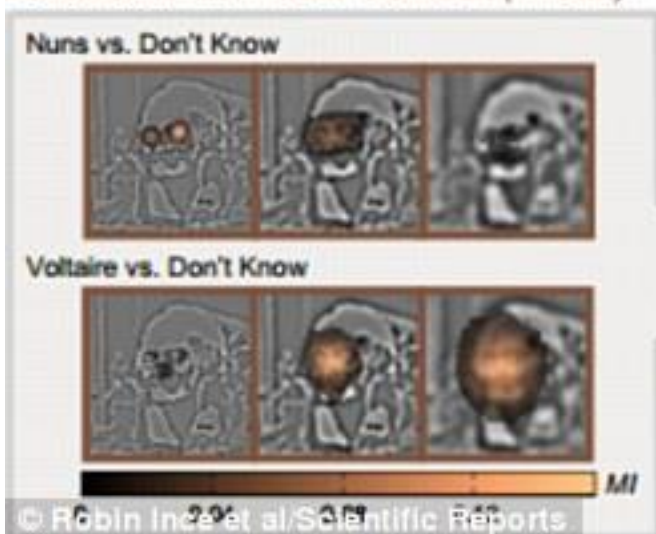 Nuns vs. Don't Know
Voltaire vs. Don't Know
MI
© Robin Ince et al/Scientific Reports